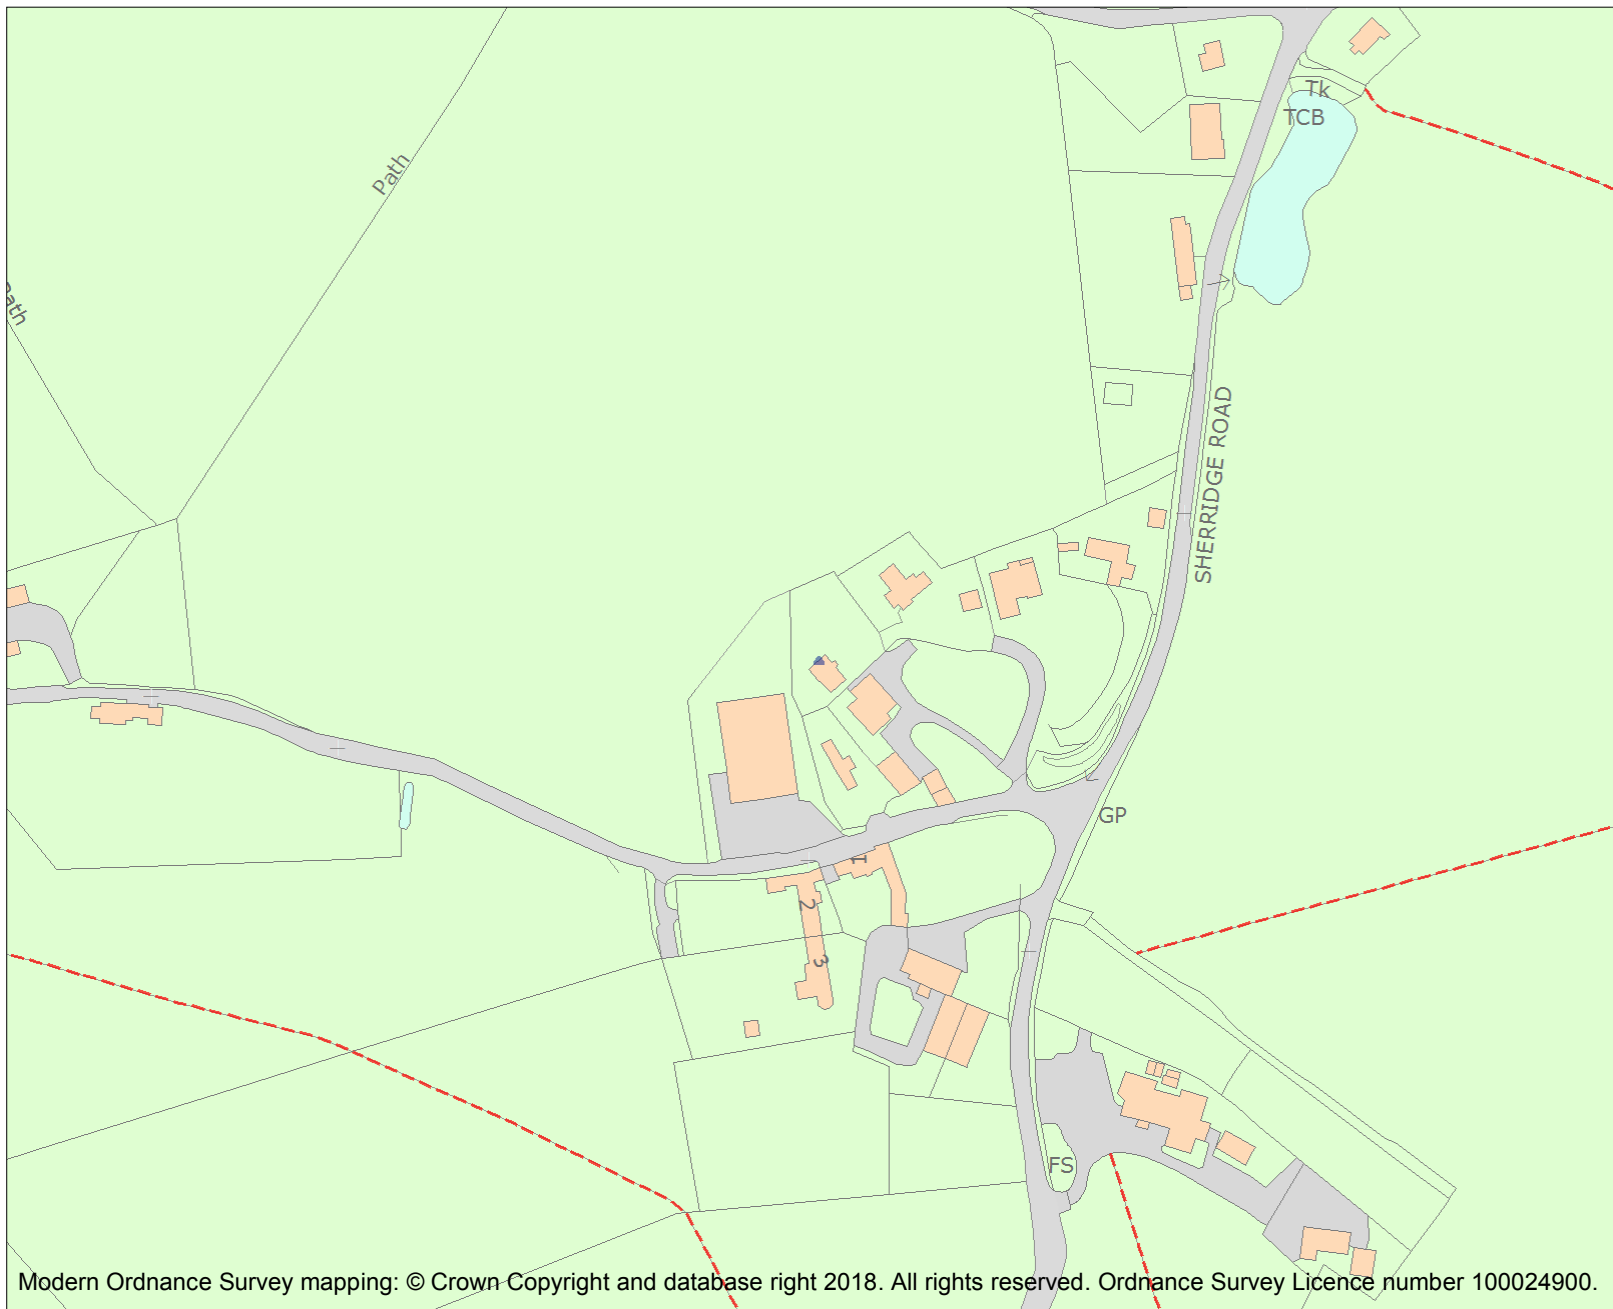 Tk
TCB
Path
Path
SHERRIDGE ROAD
GP
1
2
3
FS
Modern Ordnance Survey mapping: © Crown Copyright and database right 2018. All rights reserved. Ordnance Survey Licence number 100024900.